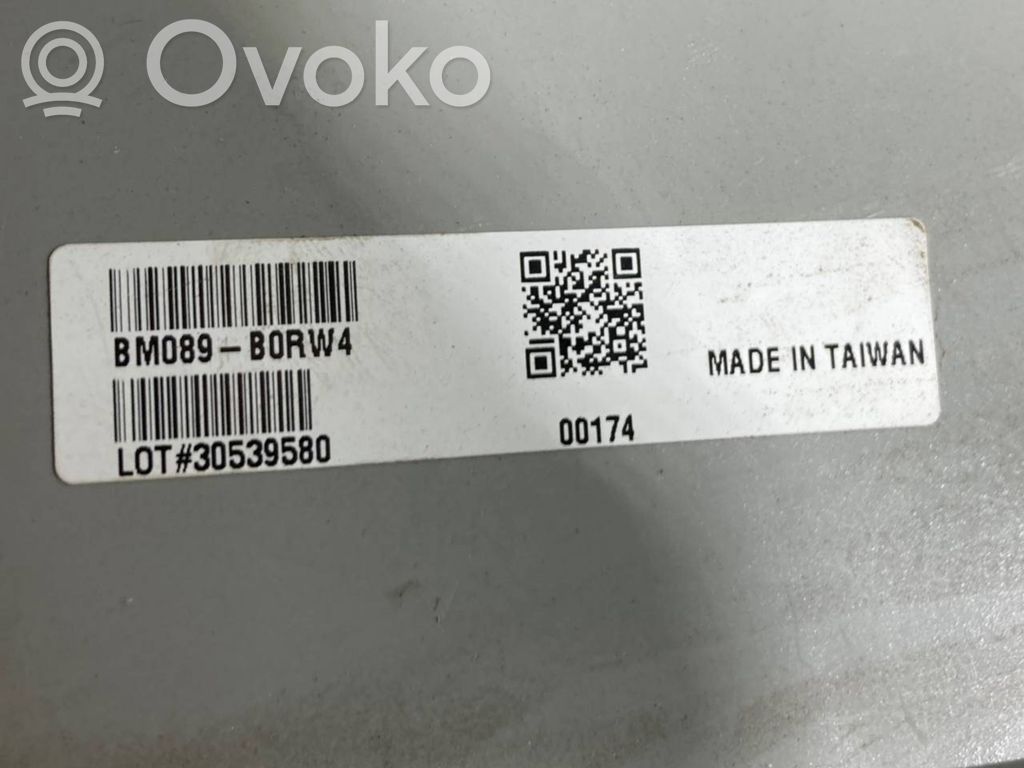 Ovoko
BM089-B0RW4
LOT#30539580
00174
MADE IN TAIWAN